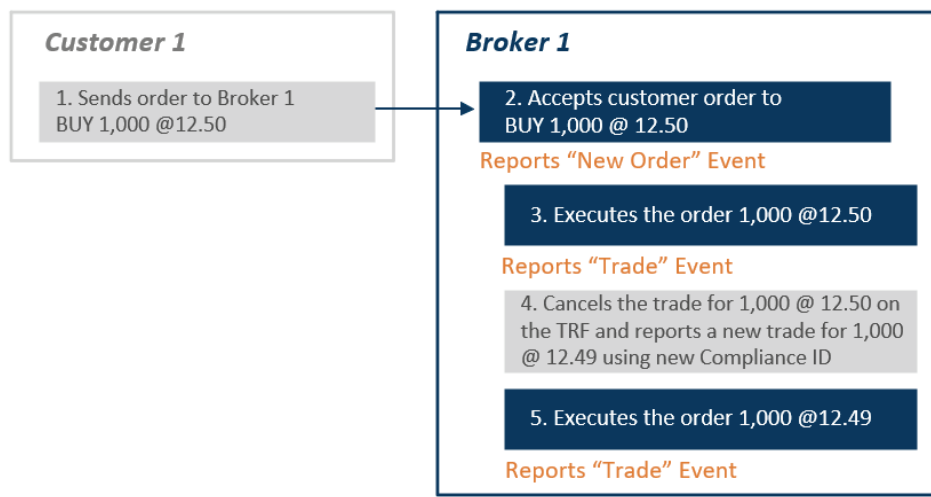 Customer 1
1. Sends order to Broker 1
BUY 1,000 @12.50
Broker 1
2. Accepts customer order to
BUY 1,000 @ 12.50
Reports “New Order” Event
3. Executes the order 1,000 @12.50
Reports “Trade” Event
4. Cancels the trade for 1,000 @ 12.50 on
the TRF and reports a new trade for 1,000
@ 12.49 using new Compliance ID
5. Executes the order 1,000 @12.49
Reports “Trade” Event